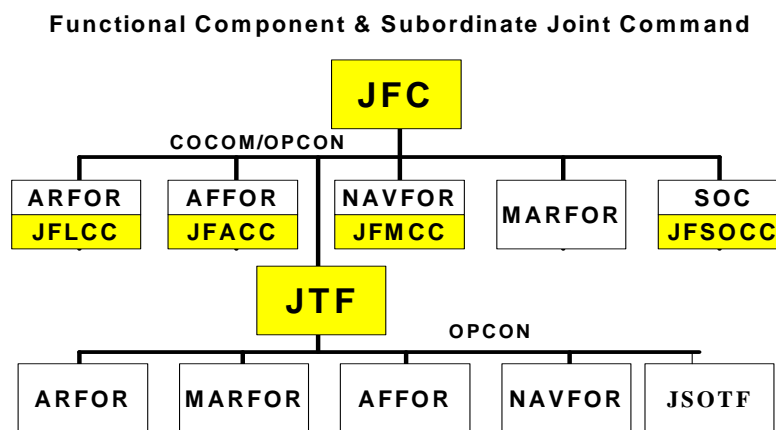 Functional Component & Subordinate Joint Command
JFC
COCOM/OPCON
ARFOR
JFLCC
AFFOR
JFACC
NAVFOR
JFMCC
MARFOR
SOC
JFSOCC
JTF
OPCON
ARFOR
MARFOR
AFFOR
NAVFOR
JSOTF